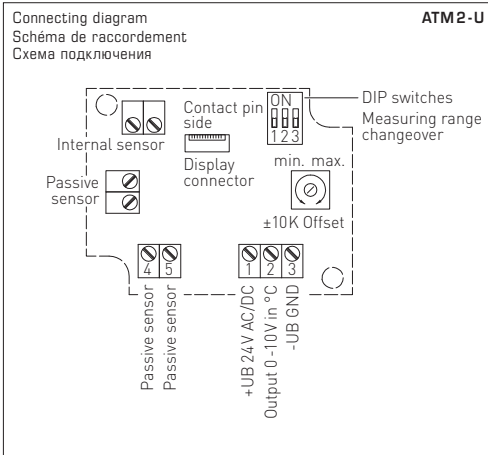 Connecting diagram
Schéma de raccordement
Схема подключения
ATM2-U
ON
1 2 3
DIP switches
Measuring range
changeover
Contact pin
side
Internal sensor
Display
connector
min. max.
Passive
sensor
±10K Offset
4 5
1 2 3
Passive sensor
Passive sensor
+UB 24V AC/DC
Output 0 -10V in °C
-UB GND